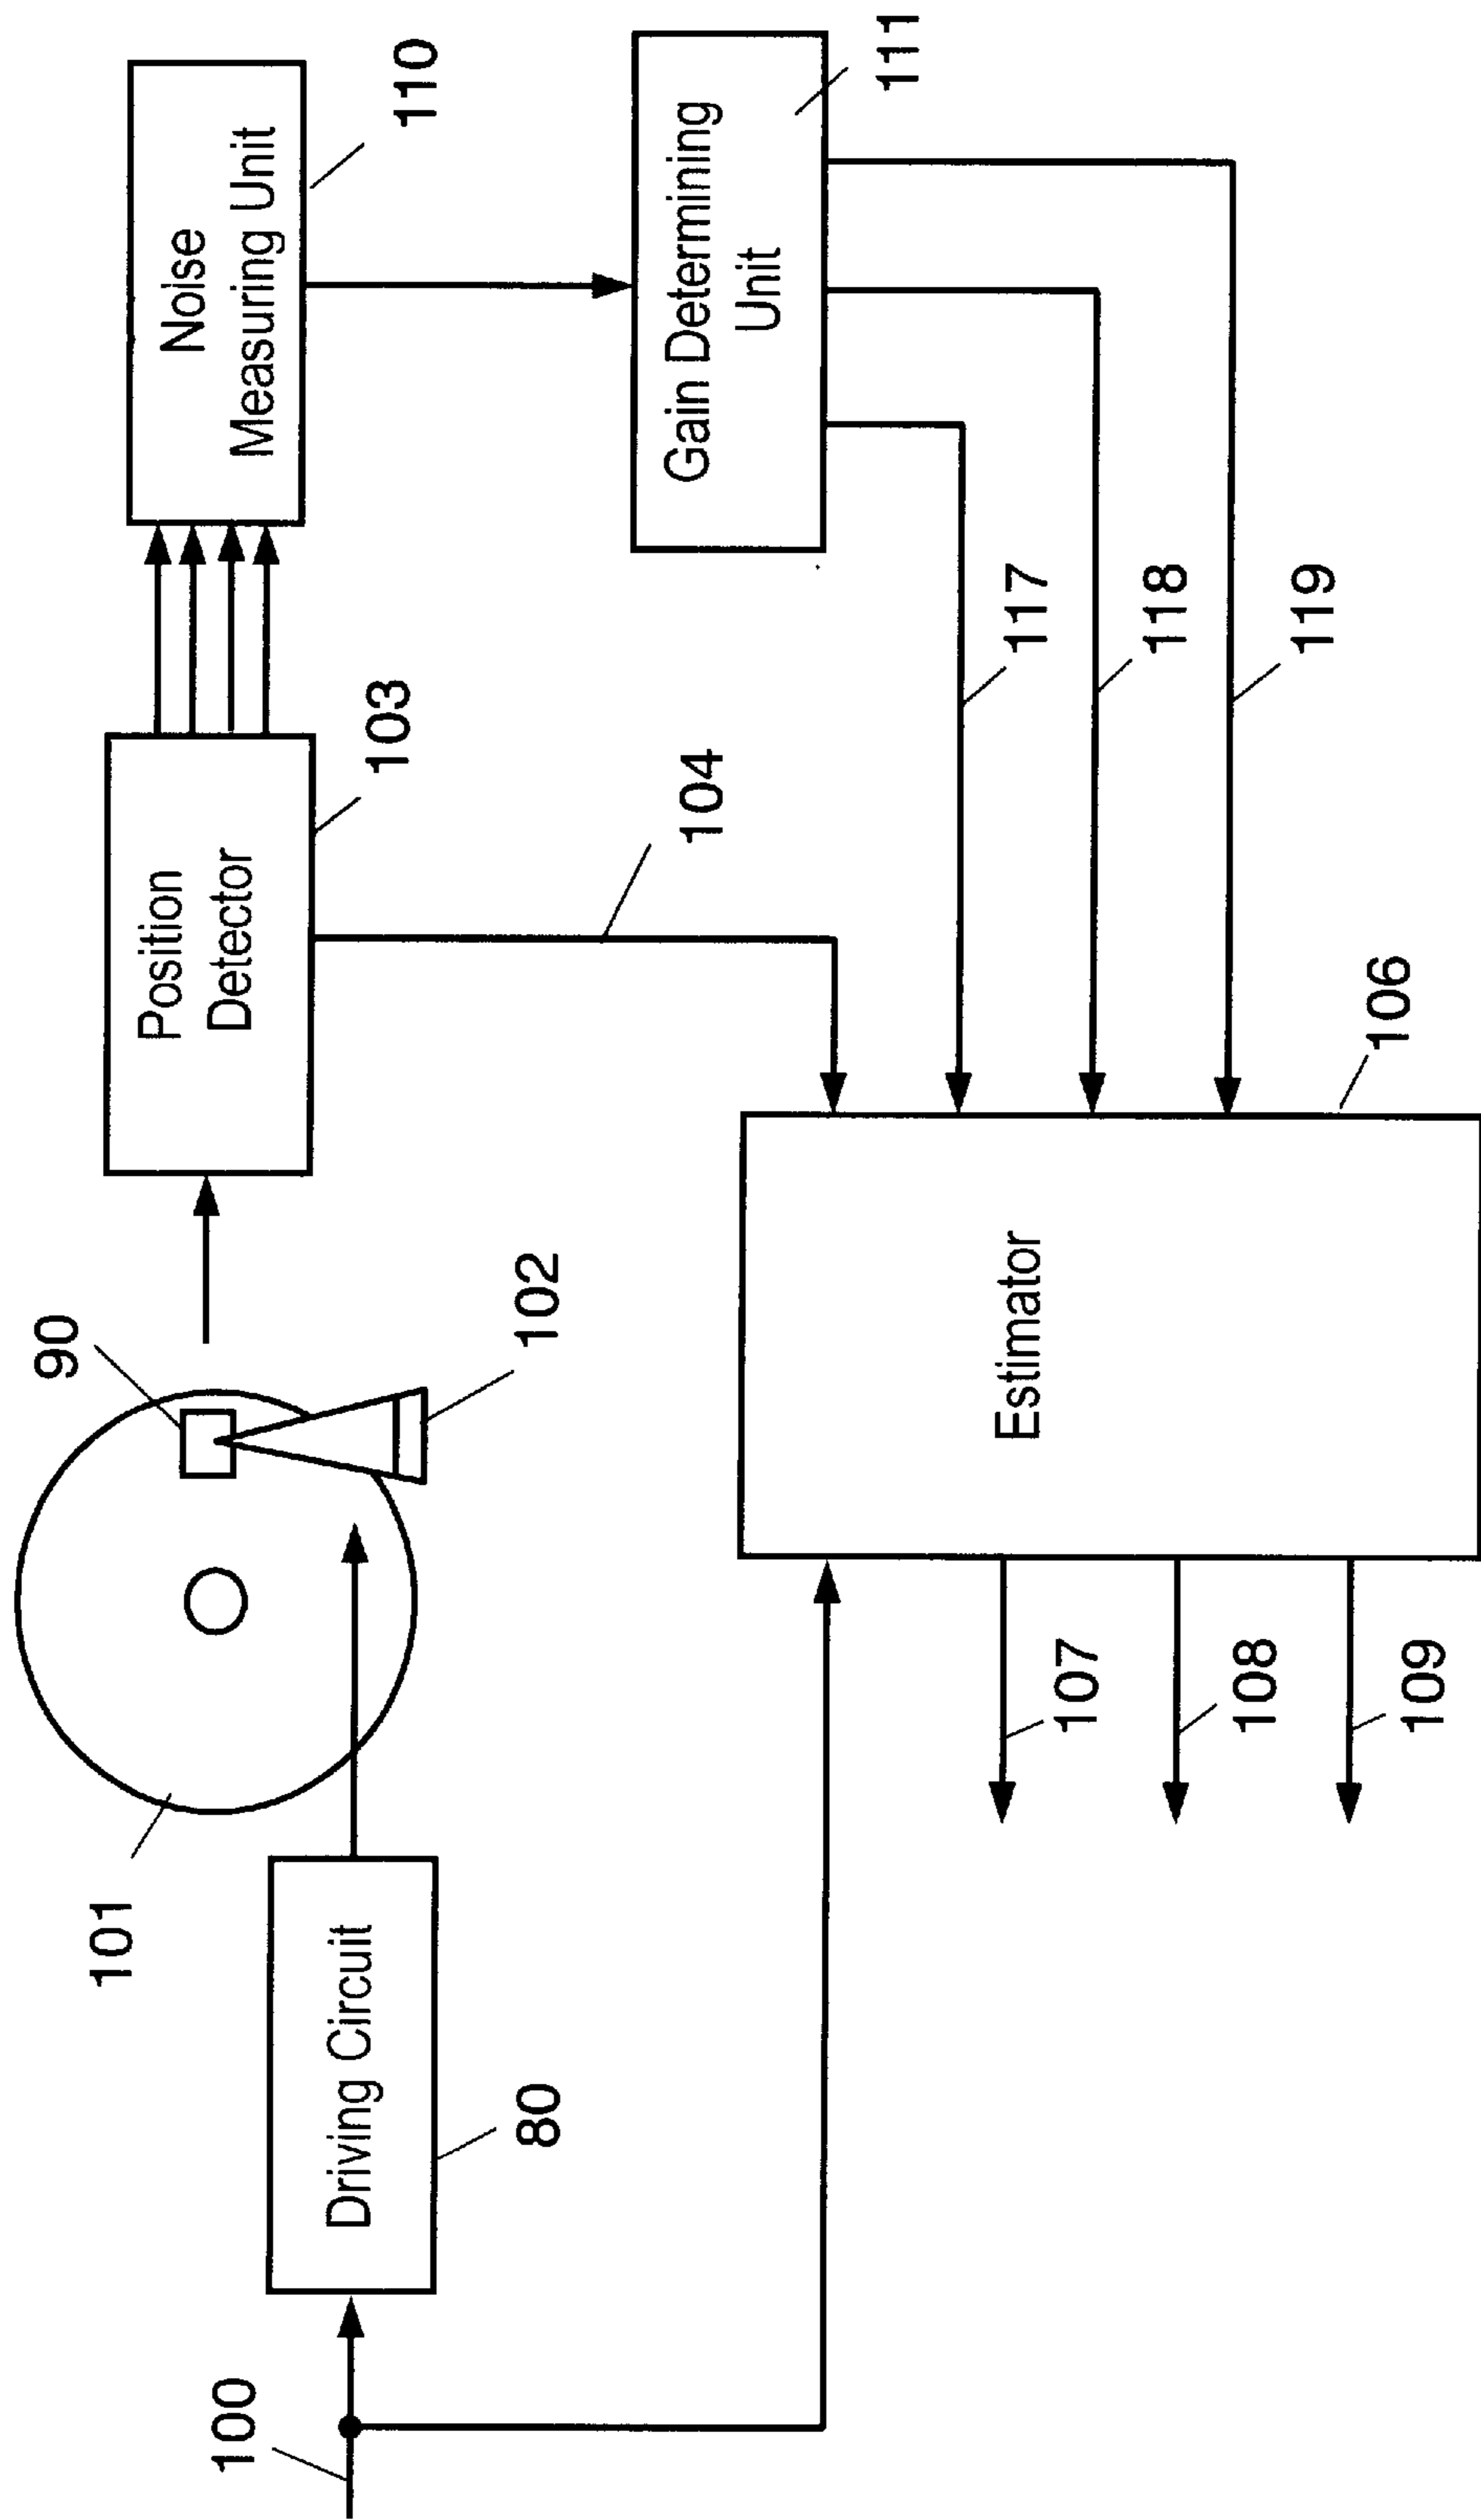 110
Noise
Measuring Unit
111
Gain Determining
Unit
103
Position
Detector
104
117
118
119
90
102
106
Estimator
101
107
108
109
Driving Circuit
80
100